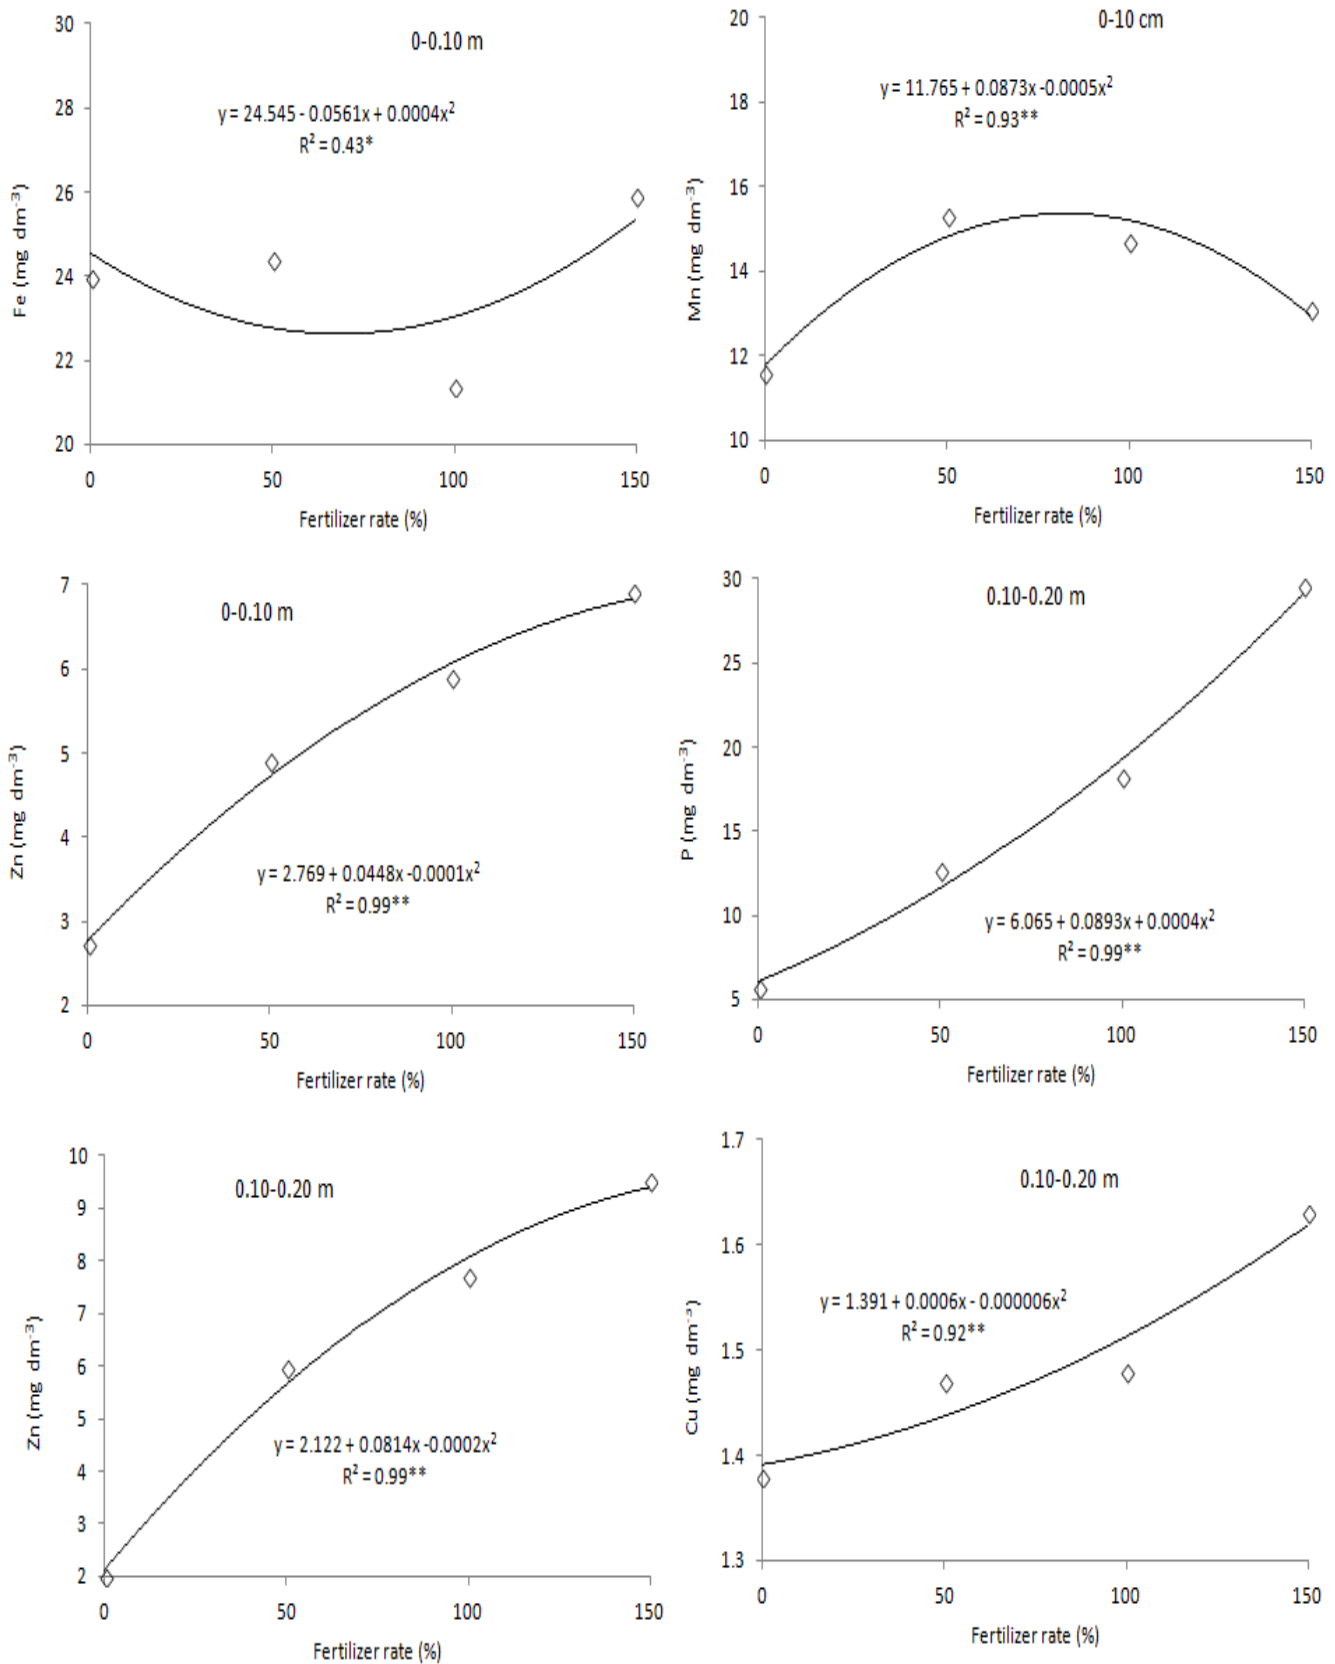 0-0.10 m
y = 24.545 - 0.0561x + 0.0004x²
R² = 0.43*
Fe (mg dm⁻³)
30
28
26
24
22
20
0 50 100 150
Fertilizer rate (%)
0-10 cm
y = 11.765 + 0.0873x -0.0005x²
R² = 0.93**
Mn (mg dm⁻³)
20
18
16
14
12
10
0 50 100 150
Fertilizer rate (%)
0-0.10 m
y = 2.769 + 0.0448x -0.0001x²
R² = 0.99**
Zn (mg dm⁻³)
7
6
5
4
3
2
0 50 100 150
Fertilizer rate (%)
0.10-0.20 m
y = 6.065 + 0.0893x + 0.0004x²
R² = 0.99**
P (mg dm⁻³)
30
25
20
15
10
5
0 50 100 150
Fertilizer rate (%)
0.10-0.20 m
y = 2.122 + 0.0814x -0.0002x²
R² = 0.99**
Zn (mg dm⁻³)
10
9
8
7
6
5
4
3
2
0 50 100 150
Fertilizer rate (%)
0.10-0.20 m
y = 1.391 + 0.0006x - 0.000006x²
R² = 0.92**
Cu (mg dm⁻³)
1.7
1.6
1.5
1.4
1.3
0 50 100 150
Fertilizer rate (%)